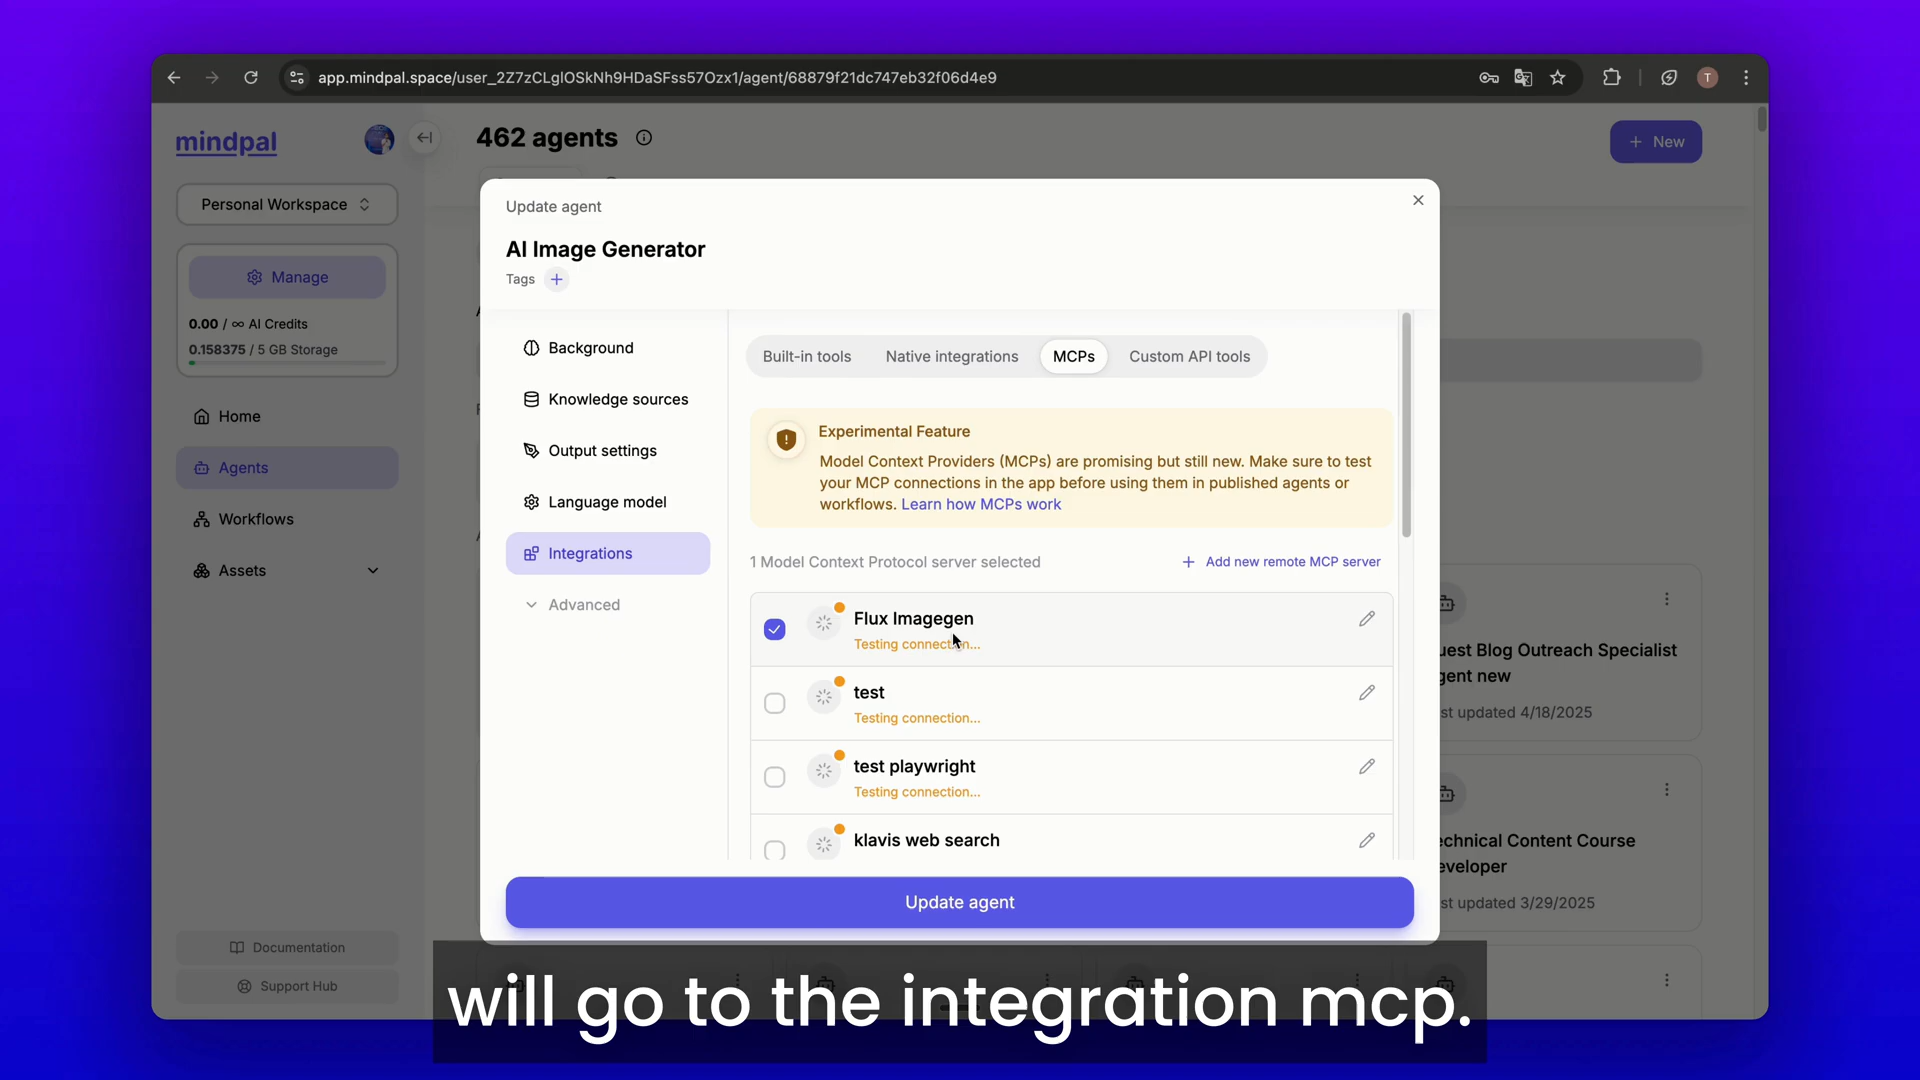 app.mindpal.space/user_2Z7zCLglOSkNh9HDaSFss57Ozx1/agent/68879f21dc747eb32f06d4e9
T
mindpal
462 agents
+ New
Personal Workspace
Manage
0.00 / ∞ AI Credits
0.158375 / 5 GB Storage
Home
Agents
Workflows
Assets
Documentation
Support Hub
Update agent
AI Image Generator
Tags +
Background
Knowledge sources
Output settings
Language model
Integrations
Advanced
Built-in tools
Native integrations
MCPs
Custom API tools
Experimental Feature
Model Context Providers (MCPs) are promising but still new. Make sure to test
your MCP connections in the app before using them in published agents or
workflows. Learn how MCPs work
1 Model Context Protocol server selected
+ Add new remote MCP server
Flux Imagegen
Testing connection...
test
Testing connection...
test playwright
Testing connection...
klavis web search
Update agent
uest Blog Outreach Specialist
gent new
st updated 4/18/2025
echnical Content Course
eveloper
st updated 3/29/2025
will go to the integration mcp.